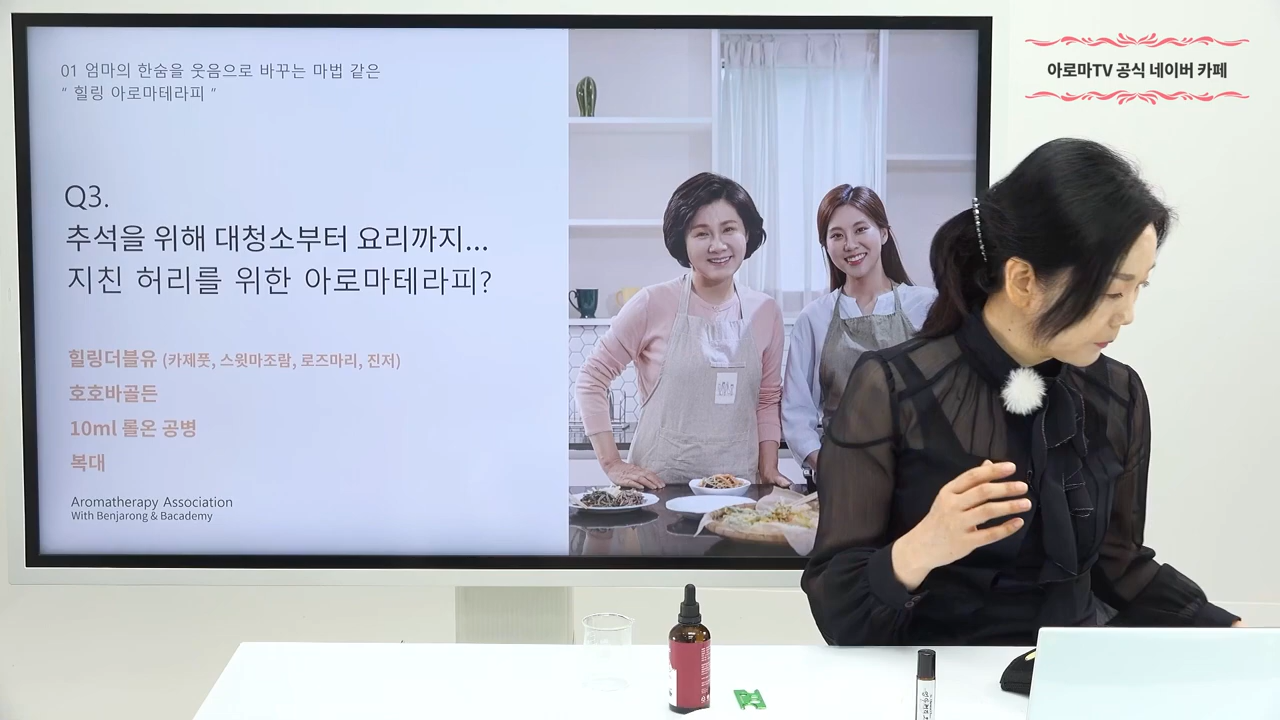 01 엄마의 한숨을 웃음으로 바꾸는 마법 같은
" 힐링 아로마테라피 "
Q3.
추석을 위해 대청소부터 요리까지...
지친 허리를 위한 아로마테라피?
힐링더블유 (카제풋, 스윗마조람, 로즈마리, 진저)
호호바골든
10ml 롤온 공병
복대
Aromatherapy Association
With Benjarong & Bacademy
아로마TV 공식 네이버 카페